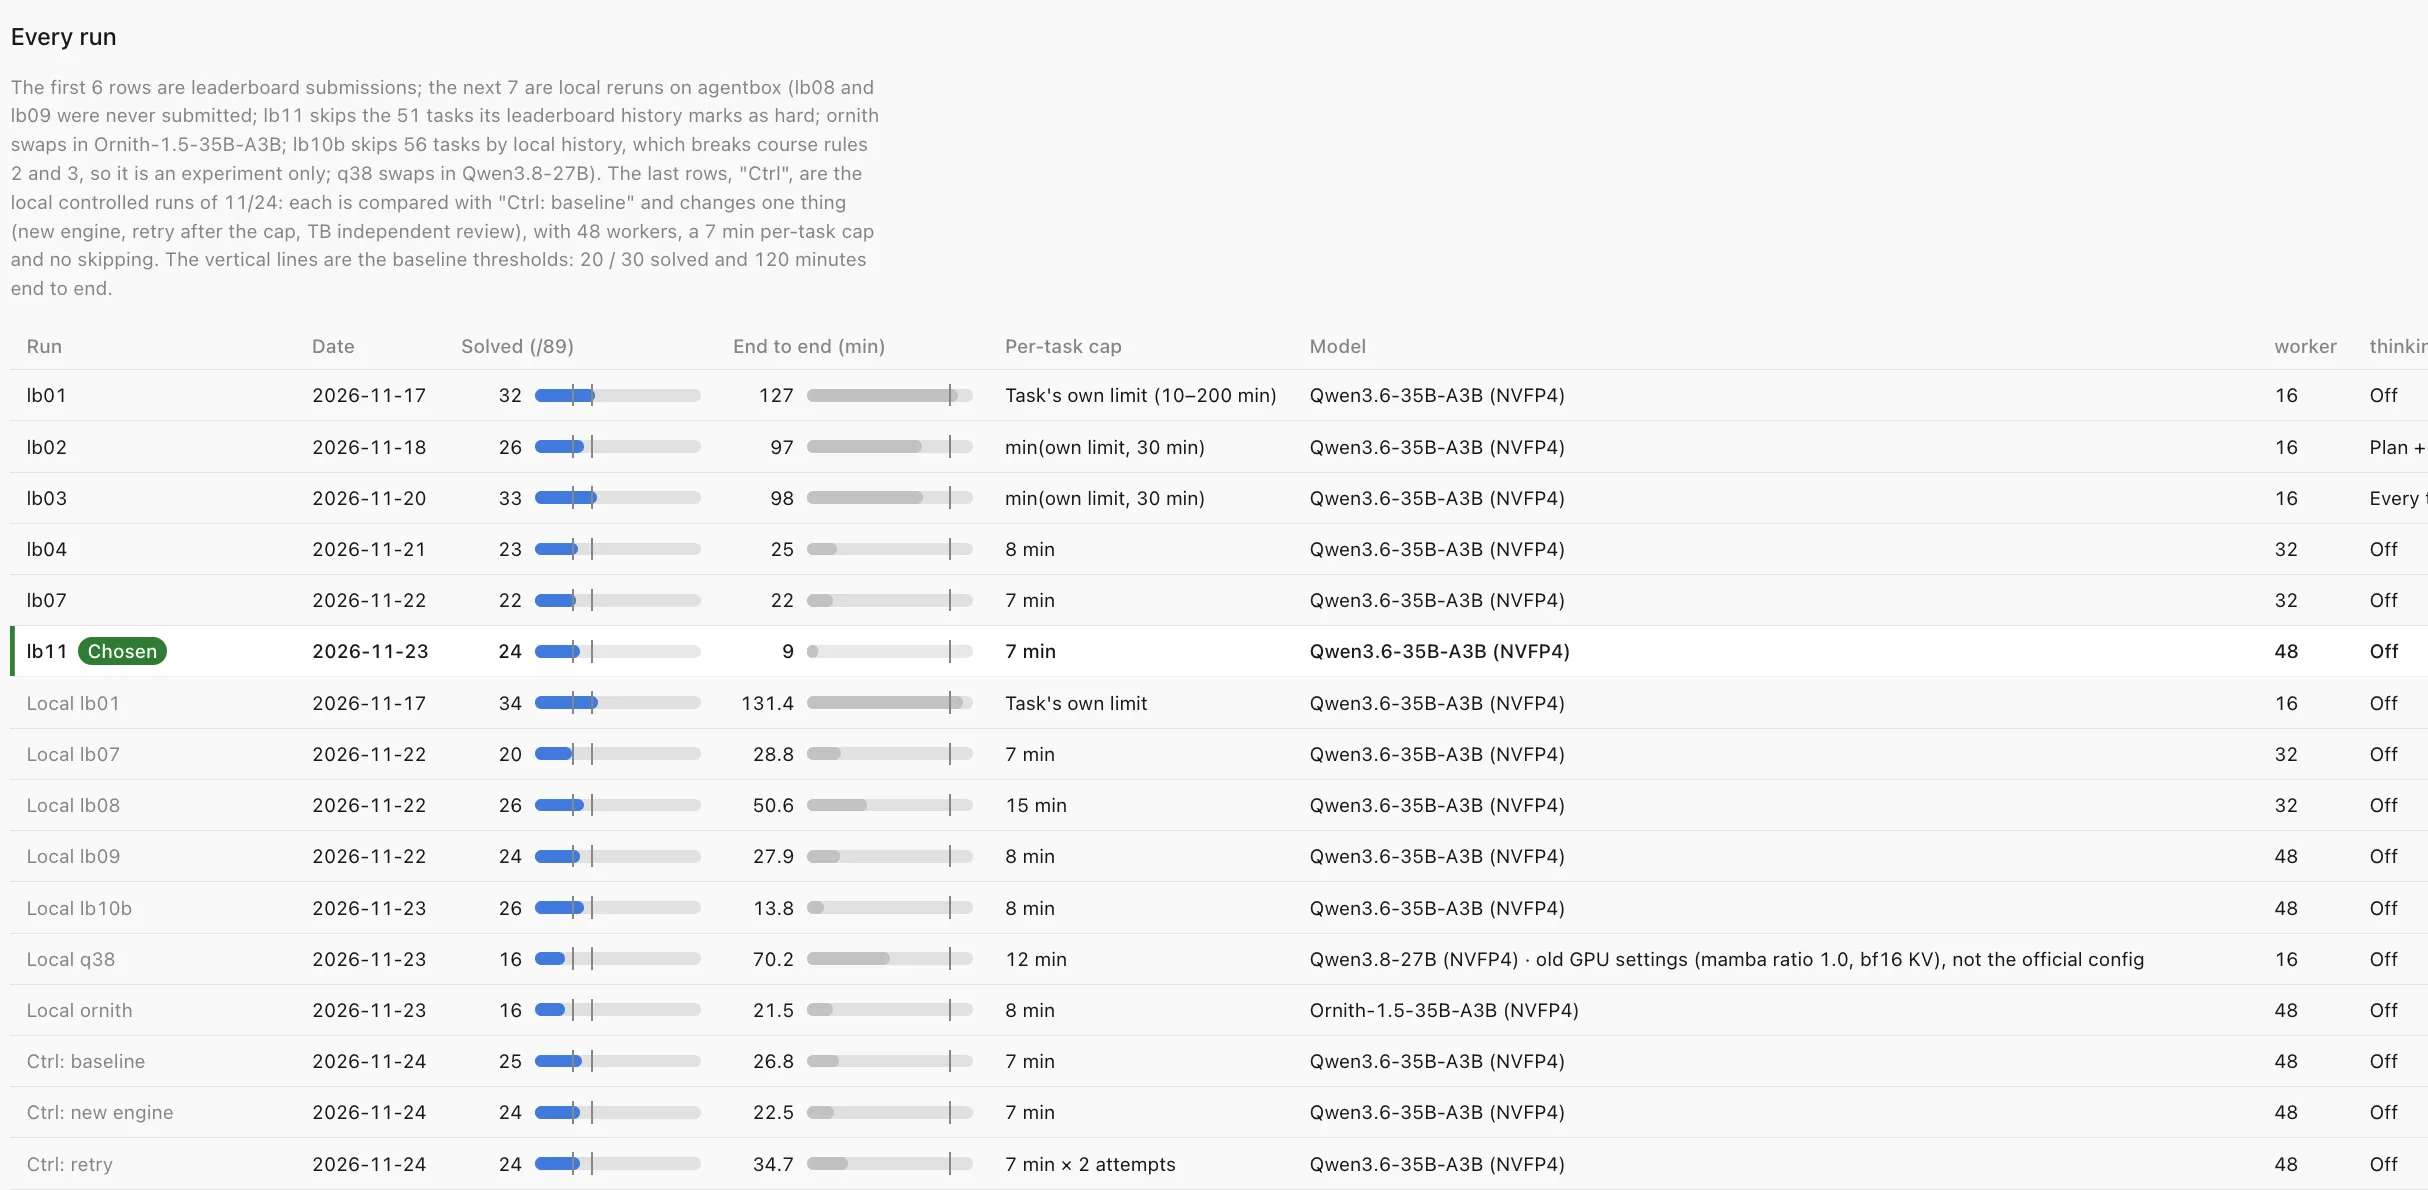 Every run
The first 6 rows are leaderboard submissions; the next 7 are local reruns on agentbox (lb08 and
lb09 were never submitted; lb11 skips the 51 tasks its leaderboard history marks as hard; ornith
swaps in Ornith-1.5-35B-A3B; lb10b skips 56 tasks by local history, which breaks course rules
2 and 3, so it is an experiment only; q38 swaps in Qwen3.8-27B). The last rows, "Ctrl", are the
local controlled runs of 11/24: each is compared with "Ctrl: baseline" and changes one thing
(new engine, retry after the cap, TB independent review), with 48 workers, a 7 min per-task cap
and no skipping. The vertical lines are the baseline thresholds: 20 / 30 solved and 120 minutes
end to end.
Run Date Solved (/89) End to end (min) Per-task cap Model worker thinkin
lb01 2026-11-17 32 127 Task's own limit (10–200 min) Qwen3.6-35B-A3B (NVFP4) 16 Off
lb02 2026-11-18 26 97 min(own limit, 30 min) Qwen3.6-35B-A3B (NVFP4) 16 Plan +
lb03 2026-11-20 33 98 min(own limit, 30 min) Qwen3.6-35B-A3B (NVFP4) 16 Every
lb04 2026-11-21 23 25 8 min Qwen3.6-35B-A3B (NVFP4) 32 Off
lb07 2026-11-22 22 22 7 min Qwen3.6-35B-A3B (NVFP4) 32 Off
lb11 Chosen 2026-11-23 24 9 7 min Qwen3.6-35B-A3B (NVFP4) 48 Off
Local lb01 2026-11-17 34 131.4 Task's own limit Qwen3.6-35B-A3B (NVFP4) 16 Off
Local lb07 2026-11-22 20 28.8 7 min Qwen3.6-35B-A3B (NVFP4) 32 Off
Local lb08 2026-11-22 26 50.6 15 min Qwen3.6-35B-A3B (NVFP4) 32 Off
Local lb09 2026-11-22 24 27.9 8 min Qwen3.6-35B-A3B (NVFP4) 48 Off
Local lb10b 2026-11-23 26 13.8 8 min Qwen3.6-35B-A3B (NVFP4) 48 Off
Local q38 2026-11-23 16 70.2 12 min Qwen3.8-27B (NVFP4) · old GPU settings (mamba ratio 1.0, bf16 KV), not the official config 16 Off
Local ornith 2026-11-23 16 21.5 8 min Ornith-1.5-35B-A3B (NVFP4) 48 Off
Ctrl: baseline 2026-11-24 25 26.8 7 min Qwen3.6-35B-A3B (NVFP4) 48 Off
Ctrl: new engine 2026-11-24 24 22.5 7 min Qwen3.6-35B-A3B (NVFP4) 48 Off
Ctrl: retry 2026-11-24 24 34.7 7 min × 2 attempts Qwen3.6-35B-A3B (NVFP4) 48 Off